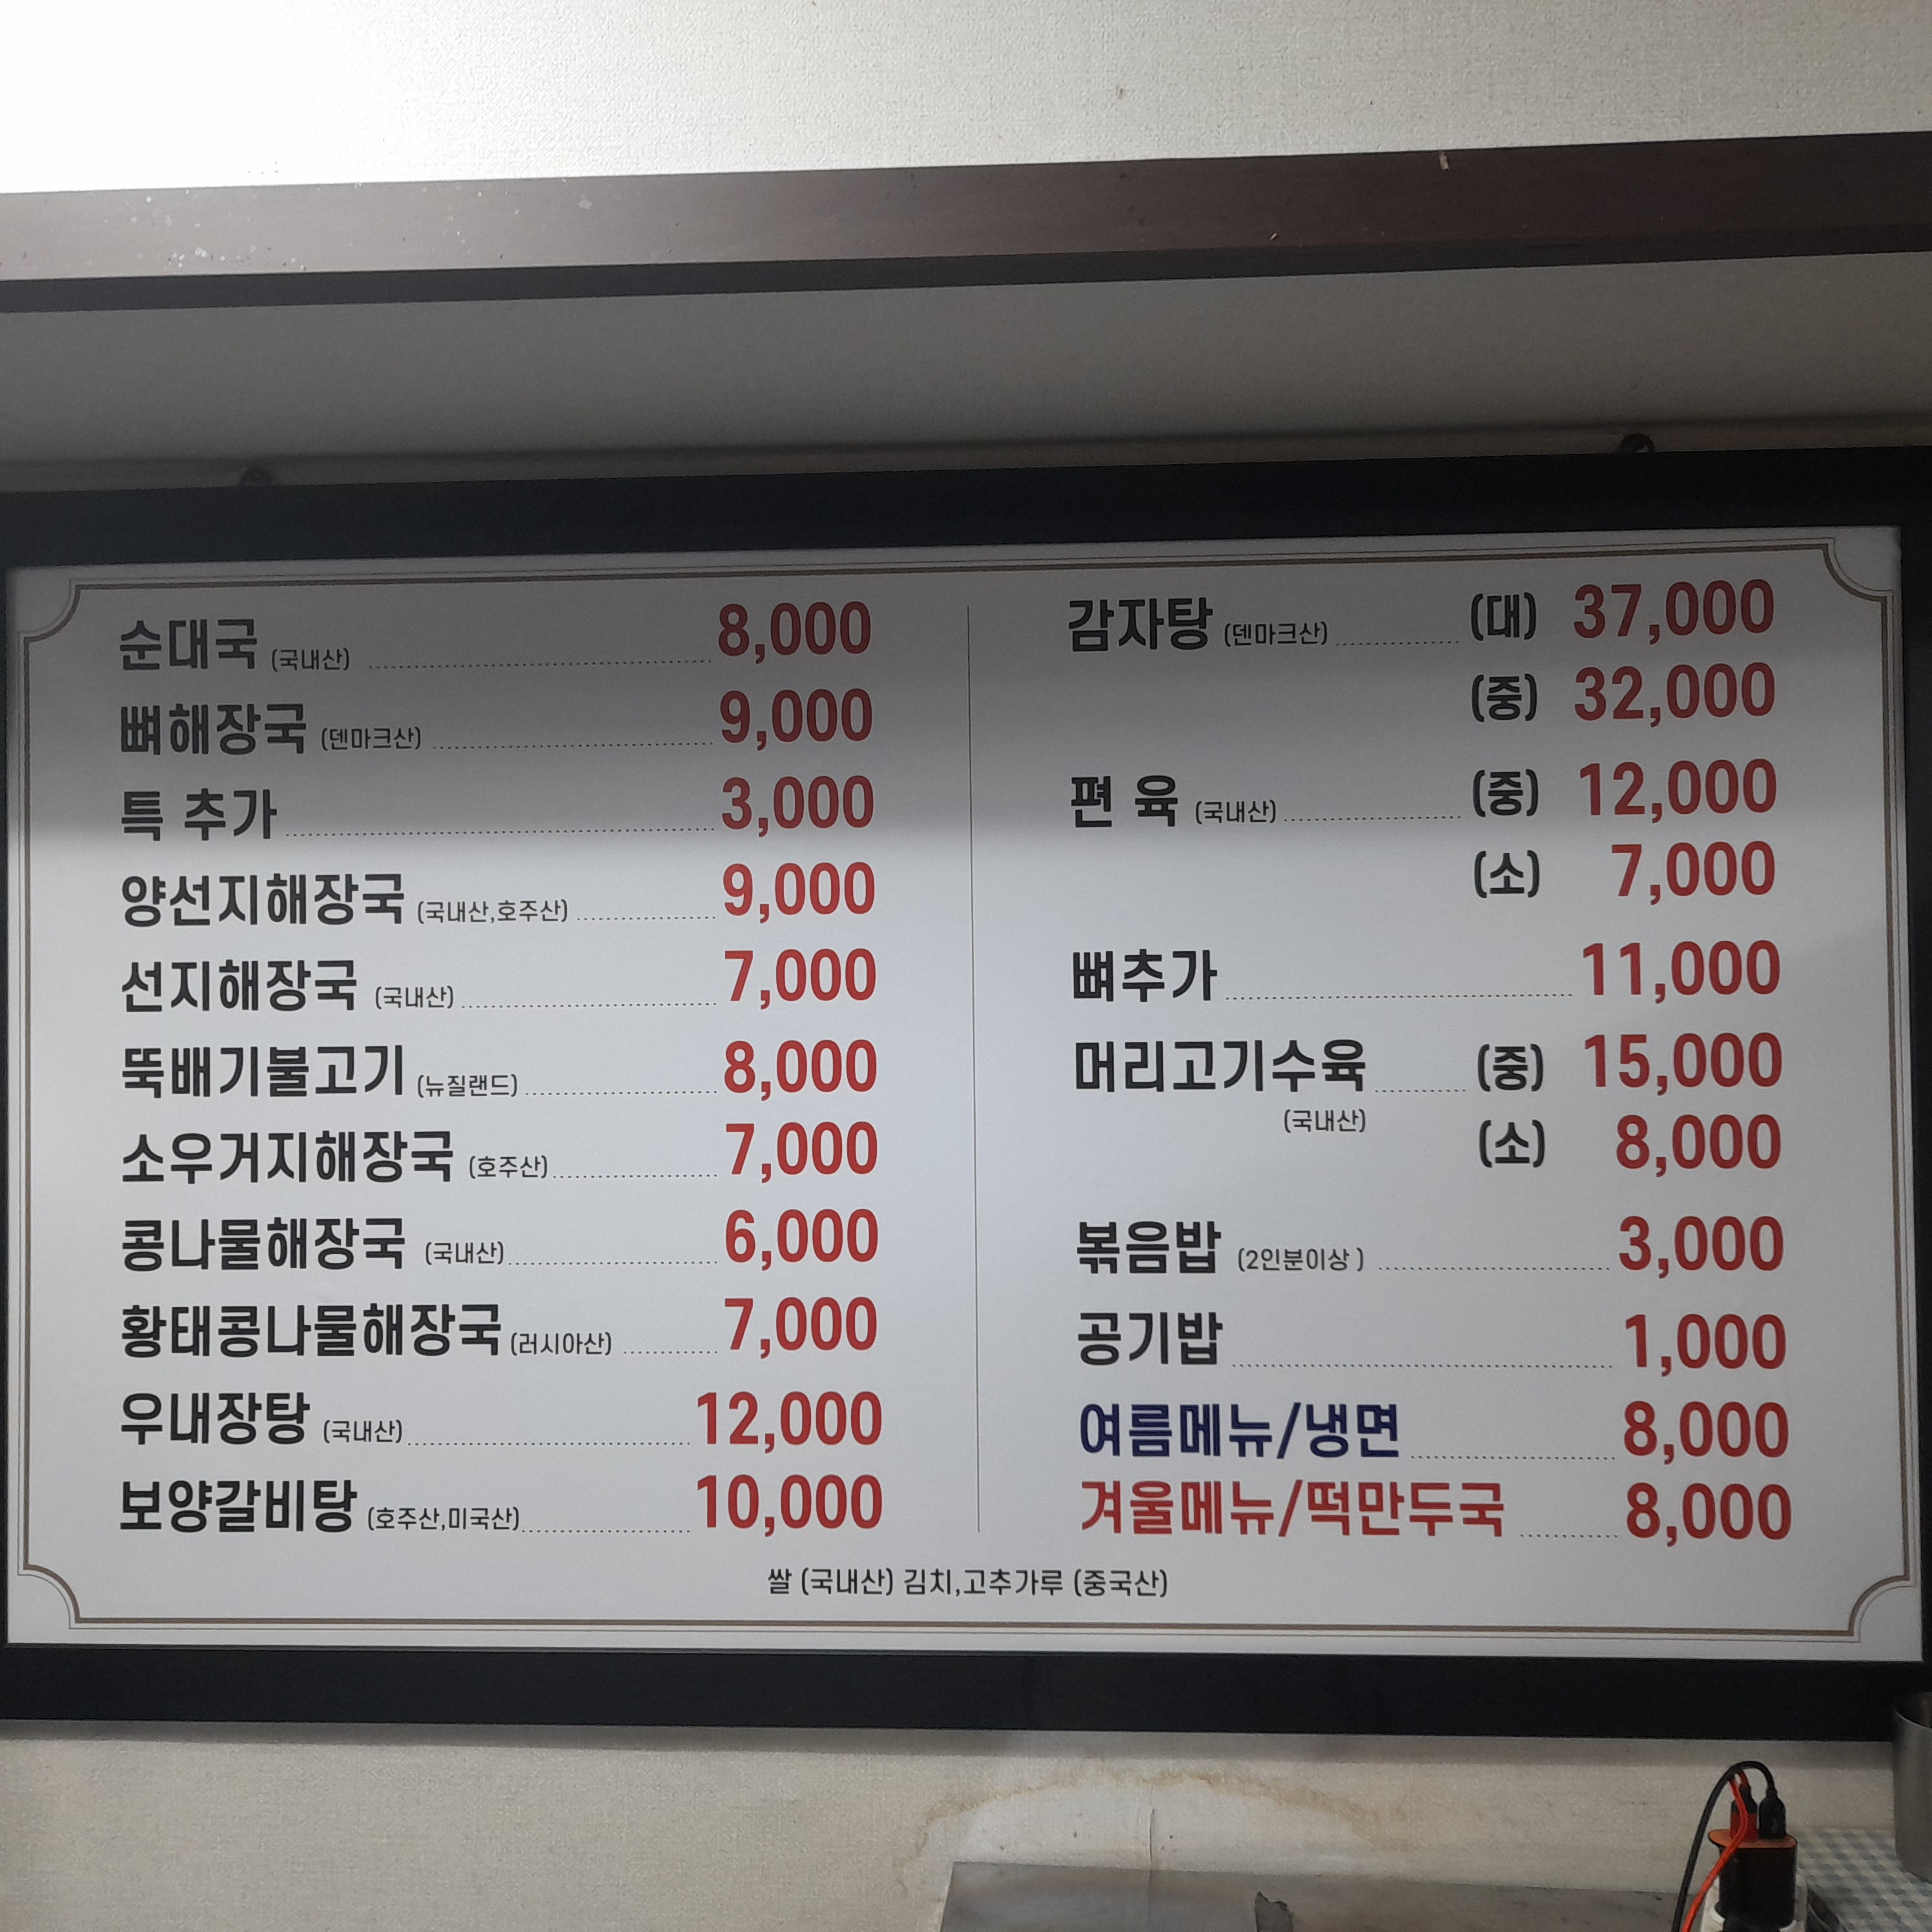 순대국 (국내산) 8,000
뼈해장국 (덴마크산) 9,000
특 추가 3,000
양선지해장국 (국내산,호주산) 9,000
선지해장국 (국내산) 7,000
뚝배기불고기 (뉴질랜드) 8,000
소우거지해장국 (호주산) 7,000
콩나물해장국 (국내산) 6,000
황태콩나물해장국 (러시아산) 7,000
우내장탕 (국내산) 12,000
보양갈비탕 (호주산,미국산) 10,000
감자탕 (덴마크산) (대) 37,000
(중) 32,000
편 육 (국내산) (중) 12,000
(소) 7,000
뼈추가 11,000
머리고기수육 (중) 15,000
(국내산) (소) 8,000
볶음밥 (2인분이상 ) 3,000
공기밥 1,000
여름메뉴/냉면 8,000
겨울메뉴/떡만두국 8,000
쌀 (국내산) 김치,고추가루 (중국산)